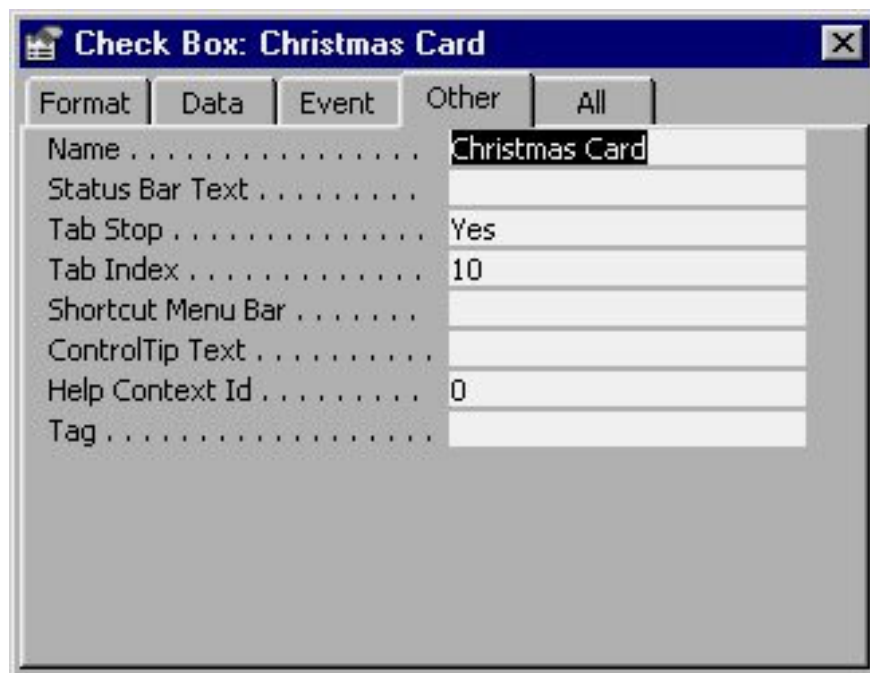 Check Box: Christmas Card
Format Data Event Other All
Name . . . . . . . . . . . . . . . . Christmas Card
Status Bar Text . . . . . . . . .
Tab Stop . . . . . . . . . . . . . . Yes
Tab Index . . . . . . . . . . . . . 10
Shortcut Menu Bar . . . . . . .
ControlTip Text . . . . . . . . . .
Help Context Id . . . . . . . . . 0
Tag . . . . . . . . . . . . . . . . . .